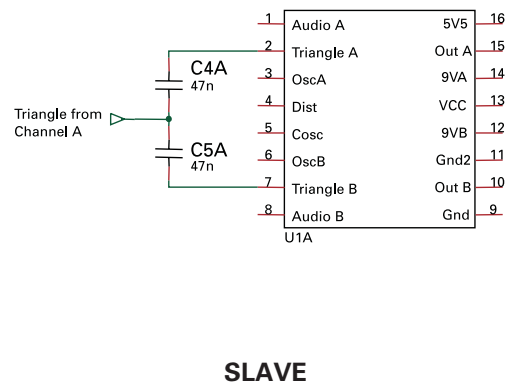 1 Audio A 5V5 16
2 Triangle A Out A 15
C4A
47n
3 OscA 9VA 14
4 Dist VCC 13
Triangle from
Channel A
5 Cosc 9VB 12
C5A
47n
6 OscB Gnd2 11
7 Triangle B Out B 10
8 Audio B Gnd 9
U1A
SLAVE